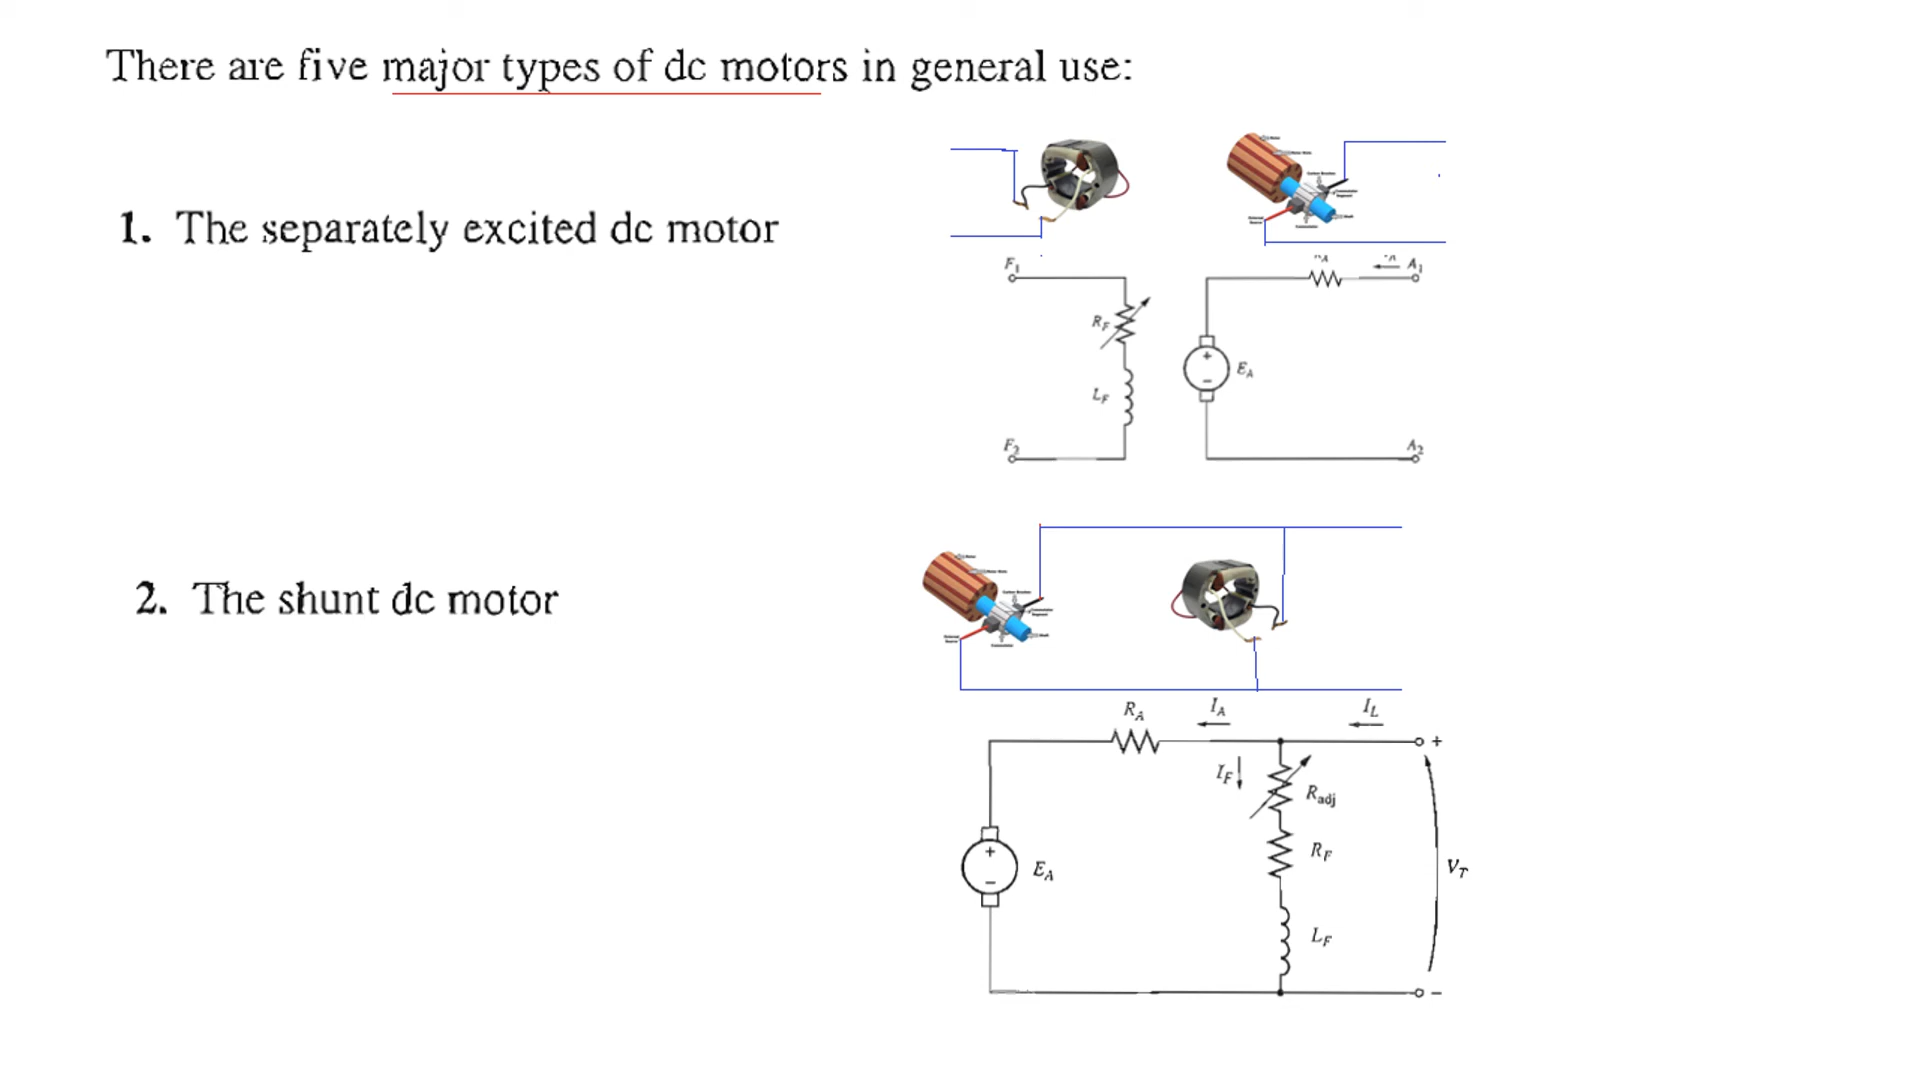 There are five major types of dc motors in general use:
1. The separately excited dc motor
F1
A1
RF
EA
LF
F2
A2
2. The shunt dc motor
RA
IA
IL
+
IF
Radj
RF
+
EA
VT
LF
−